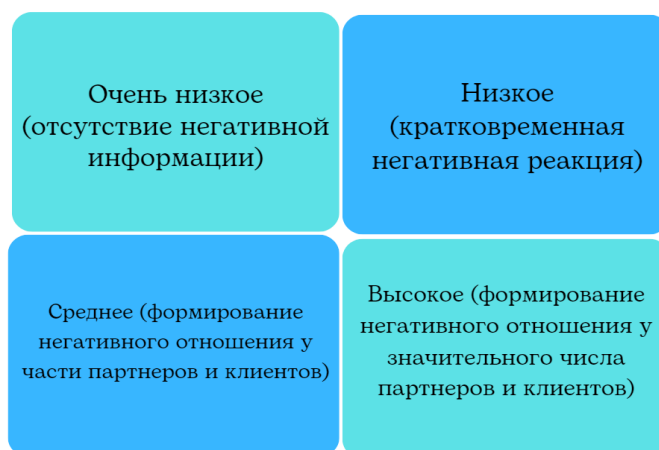 Очень низкое
(отсутствие негативной
информации)
Низкое
(кратковременная
негативная реакция)
Среднее (формирование
негативного отношения у
части партнеров и клиентов)
Высокое (формирование
негативного отношения у
значительного числа
партнеров и клиентов)